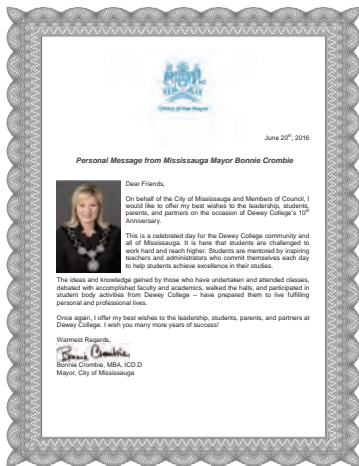 Office of the Mayor
June 20th, 2016
Personal Message from Mississauga Mayor Bonnie Crombie
Dear Friends,
On behalf of the City of Mississauga and Members of Council, I
would like to offer my best wishes to the leadership, students,
parents, and partners on the occasion of Dewey College's 10th
Anniversary.
This is a celebrated day for the Dewey College community and
all of Mississauga. It is here that students are challenged to
work hard and reach higher. Students are mentored by inspiring
teachers and administrators who commit themselves each day
to help students achieve excellence in their studies.
The ideas and knowledge gained by those who have undertaken and attended classes,
debated with accomplished faculty and academics, walked the halls, and participated in
student body activities from Dewey College – have prepared them to live fulfilling
personal and professional lives.
Once again, I offer my best wishes to the leadership, students, parents, and partners at
Dewey College. I wish you many more years of success!
Warmest Regards,
Bonnie Crombie
Bonnie Crombie, MBA, ICD.D
Mayor, City of Mississauga